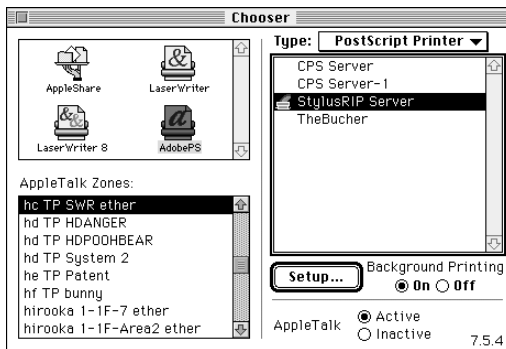 Chooser
AppleShare
LaserWriter
LaserWriter 8
AdobePS
AppleTalk Zones:
hc TP SWR ether
hd TP HDANGER
hd TP HDPOOHBEAR
hd TP System 2
he TP Patent
hf TP bunny
hirooka 1-1F-7 ether
hirooka 1-1F-Area2 ether
Type: PostScript Printer
CPS Server
CPS Server-1
StylusRIP Server
TheBucher
Setup...
Background Printing
On Off
AppleTalk
Active
Inactive
7.5.4